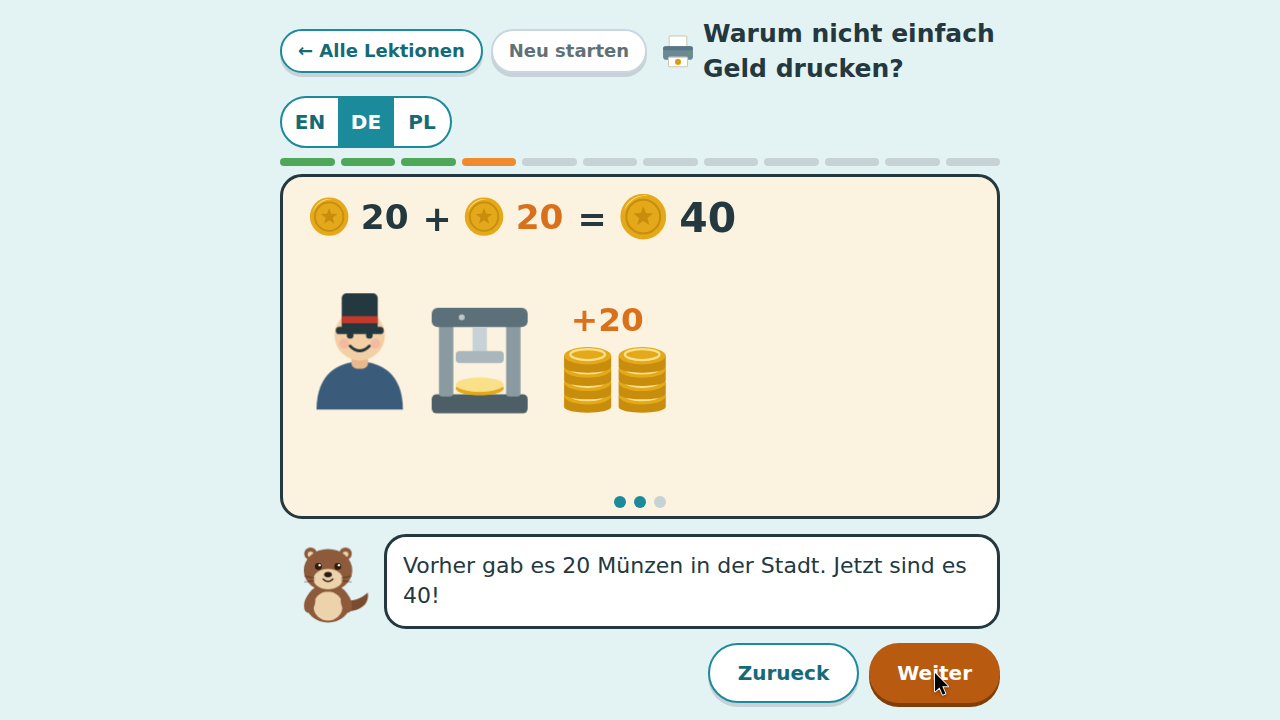 ← Alle Lektionen
Neu starten
Warum nicht einfach
Geld drucken?
EN DE PL
20 + 20 = 40
+20
Vorher gab es 20 Münzen in der Stadt. Jetzt sind es
40!
Zurueck
Weiter